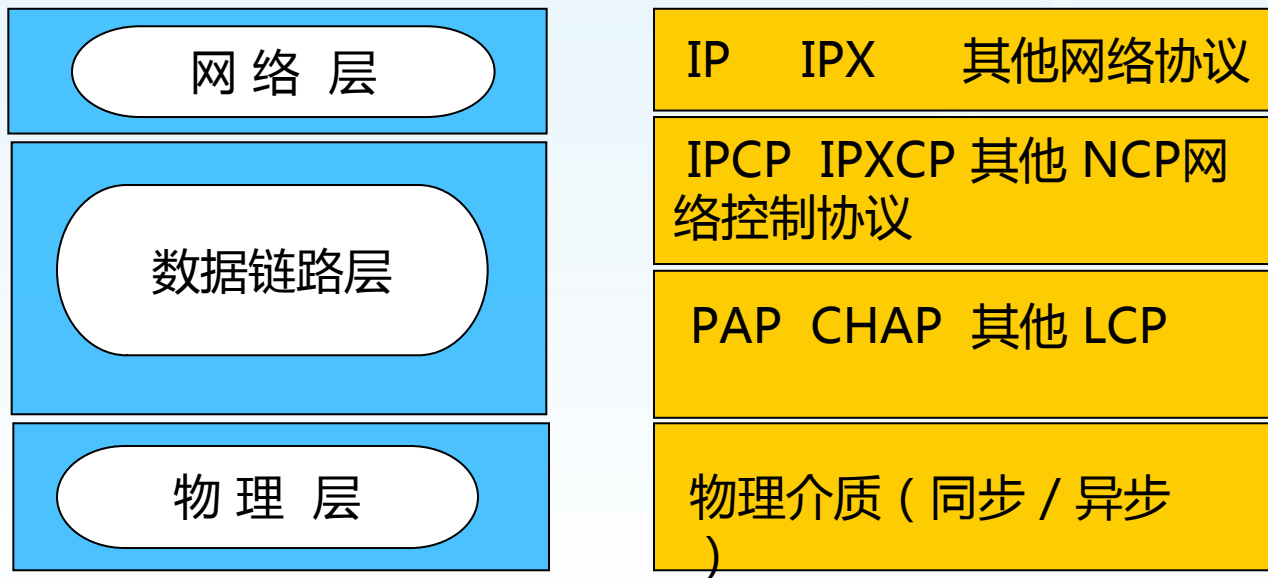 网 络 层
IP IPX 其他网络协议
数据链路层
IPCP IPXCP 其他 NCP网
络控制协议
PAP CHAP 其他 LCP
物 理 层
物理介质（同步 / 异步
）